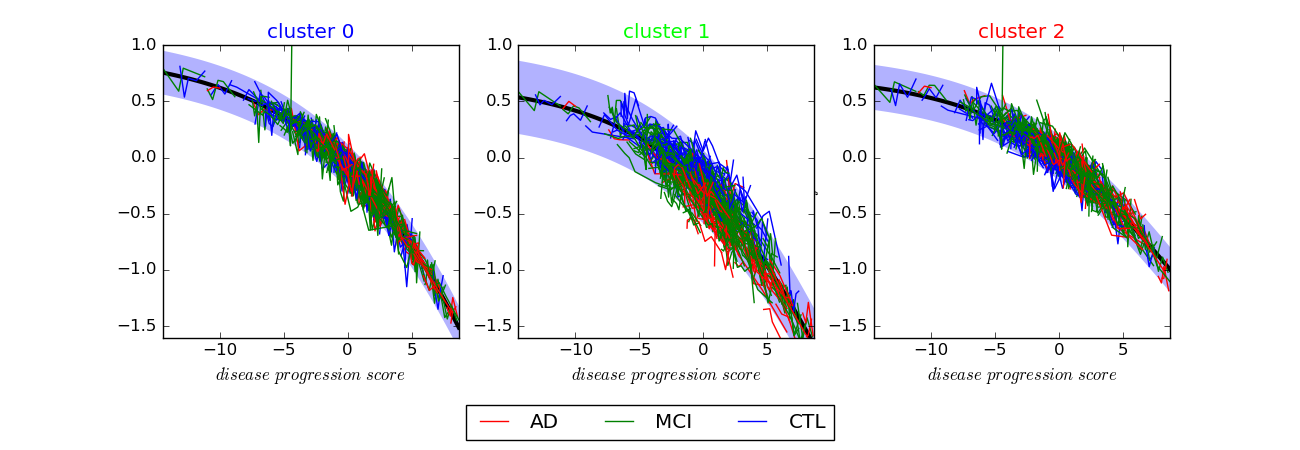 cluster 0 cluster 1 cluster 2
1.0 1.0 1.0
0.5 0.5 0.5
0.0 0.0 0.0
−0.5 −0.5 −0.5
−1.0 −1.0 −1.0
−1.5 −1.5 −1.5
−10 −5 0 5 −10 −5 0 5 −10 −5 0 5
disease progression score disease progression score disease progression score
AD MCI CTL